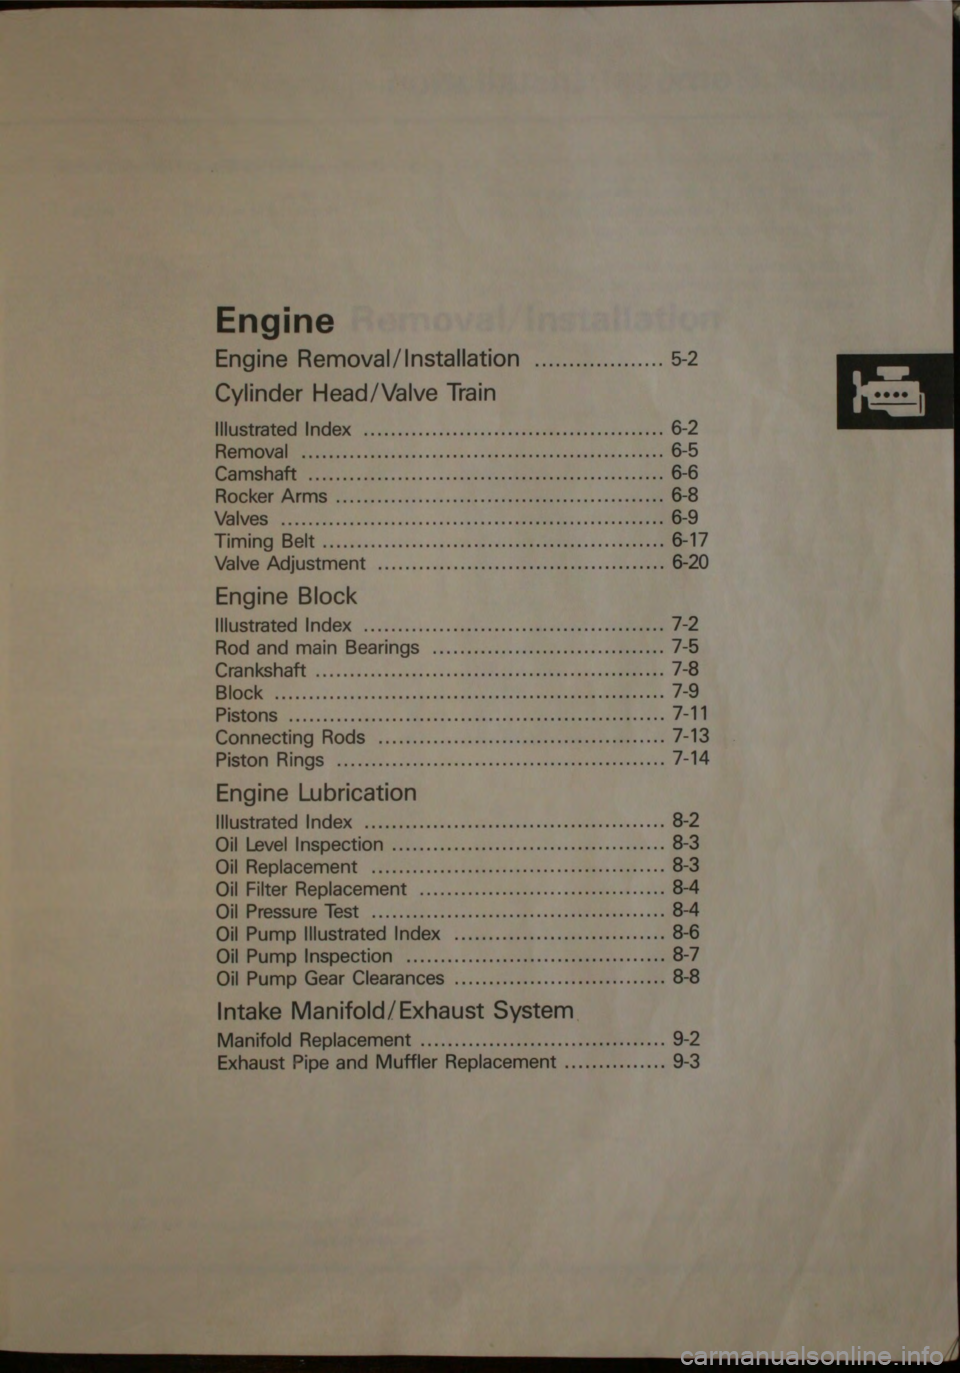 Engine
Engine Removal/Installation ................... 5-2
Cylinder Head/Valve Train
Illustrated Index ............................................ 6-2
Removal ..................................................... 6-5
Camshaft .................................................... 6-6
Rocker Arms ................................................ 6-8
Valves ........................................................ 6-9
Timing Belt .................................................. 6-17
Valve Adjustment .......................................... 6-20
Engine Block
Illustrated Index ............................................ 7-2
Rod and main Bearings .................................. 7-5
Crankshaft ................................................... 7-8
Block ......................................................... 7-9
Pistons ....................................................... 7-11
Connecting Rods .......................................... 7-13
Piston Rings ................................................ 7-14
Engine Lubrication
Illustrated Index ............................................ 8-2
Oil Level Inspection ........................................ 8-3
Oil Replacement ........................................... 8-3
Oil Filter Replacement .................................... 8-4
Oil Pressure Test ........................................... 8-4
Oil Pump Illustrated Index ............................... 8-6
Oil Pump Inspection ...................................... 8-7
Oil Pump Gear Clearances ............................... 8-8
Intake Manifold/Exhaust System
Manifold Replacement .................................... 9-2
Exhaust Pipe and Muffler Replacement ............... 9-3
carmanualsonline.info